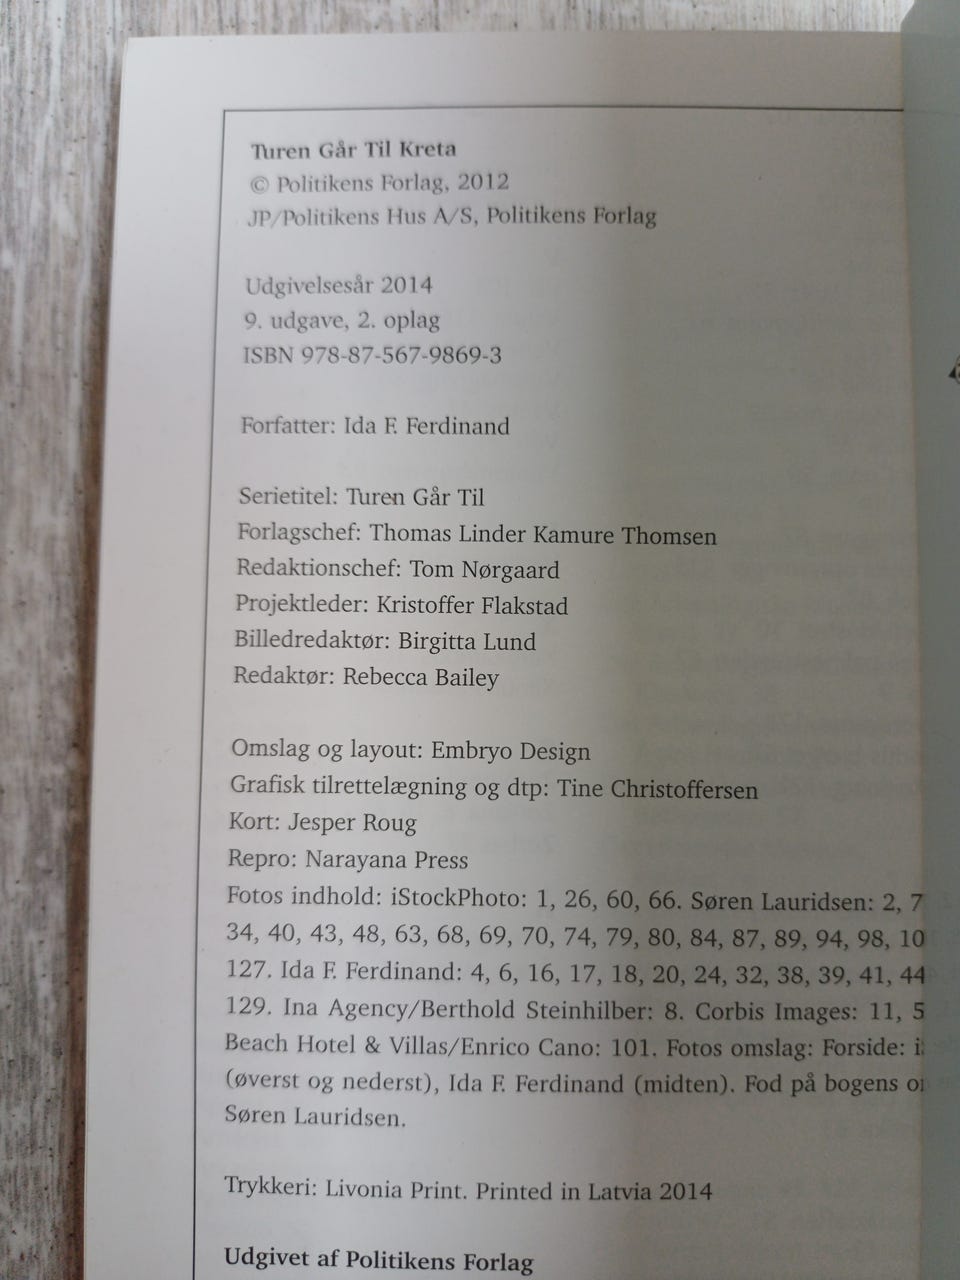 Turen Går Til Kreta
© Politikens Forlag, 2012
JP/Politikens Hus A/S, Politikens Forlag
Udgivelsesår 2014
9. udgave, 2. oplag
ISBN 978-87-567-9869-3
Forfatter: Ida F. Ferdinand
Serietitel: Turen Går Til
Forlagschef: Thomas Linder Kamure Thomsen
Redaktionschef: Tom Nørgaard
Projektleder: Kristoffer Flakstad
Billedredaktør: Birgitta Lund
Redaktør: Rebecca Bailey
Omslag og layout: Embryo Design
Grafisk tilrettelægning og dtp: Tine Christoffersen
Kort: Jesper Roug
Repro: Narayana Press
Fotos indhold: iStockPhoto: 1, 26, 60, 66. Søren Lauridsen: 2, 7
34, 40, 43, 48, 63, 68, 69, 70, 74, 79, 80, 84, 87, 89, 94, 98, 10
127. Ida F. Ferdinand: 4, 6, 16, 17, 18, 20, 24, 32, 38, 39, 41, 44
129. Ina Agency/Berthold Steinhilber: 8. Corbis Images: 11, 5
Beach Hotel & Villas/Enrico Cano: 101. Fotos omslag: Forside:
(øverst og nederst), Ida F. Ferdinand (midten). Fod på bogens
Søren Lauridsen.
Trykkeri: Livonia Print. Printed in Latvia 2014
Udgivet af Politikens Forlag